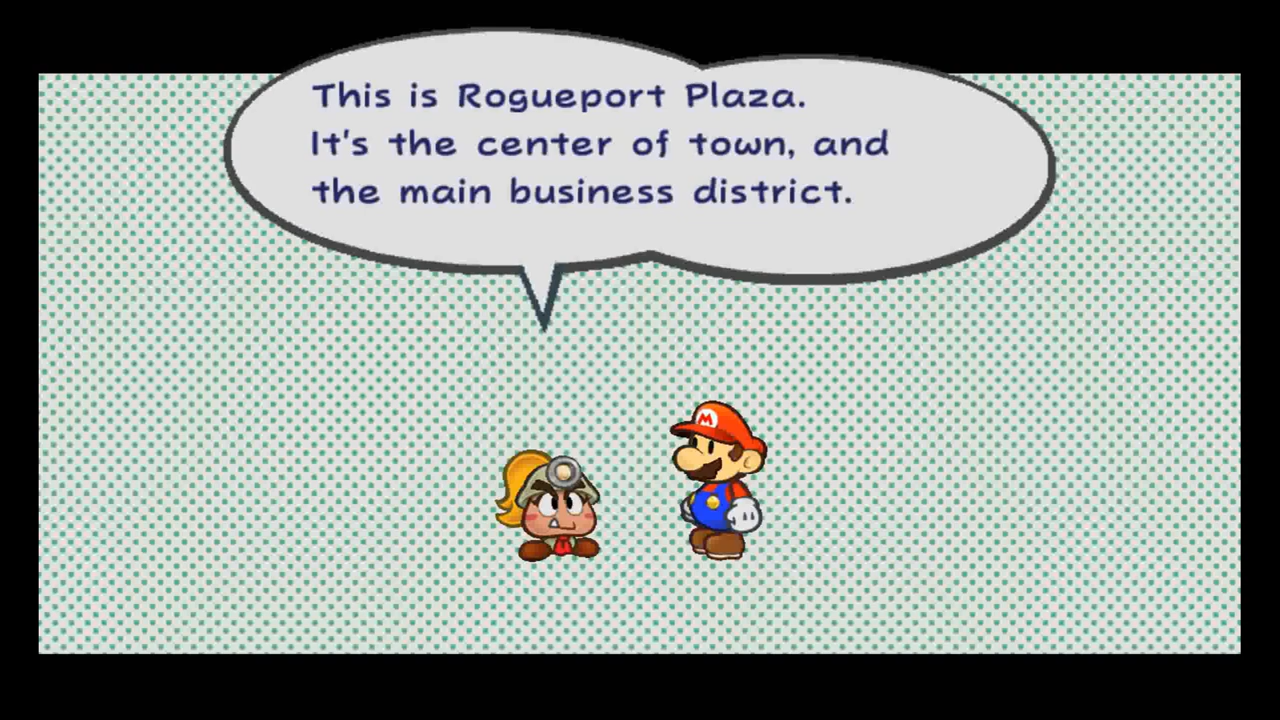 This is Rogueport Plaza.
It's the center of town, and
the main business district.
M